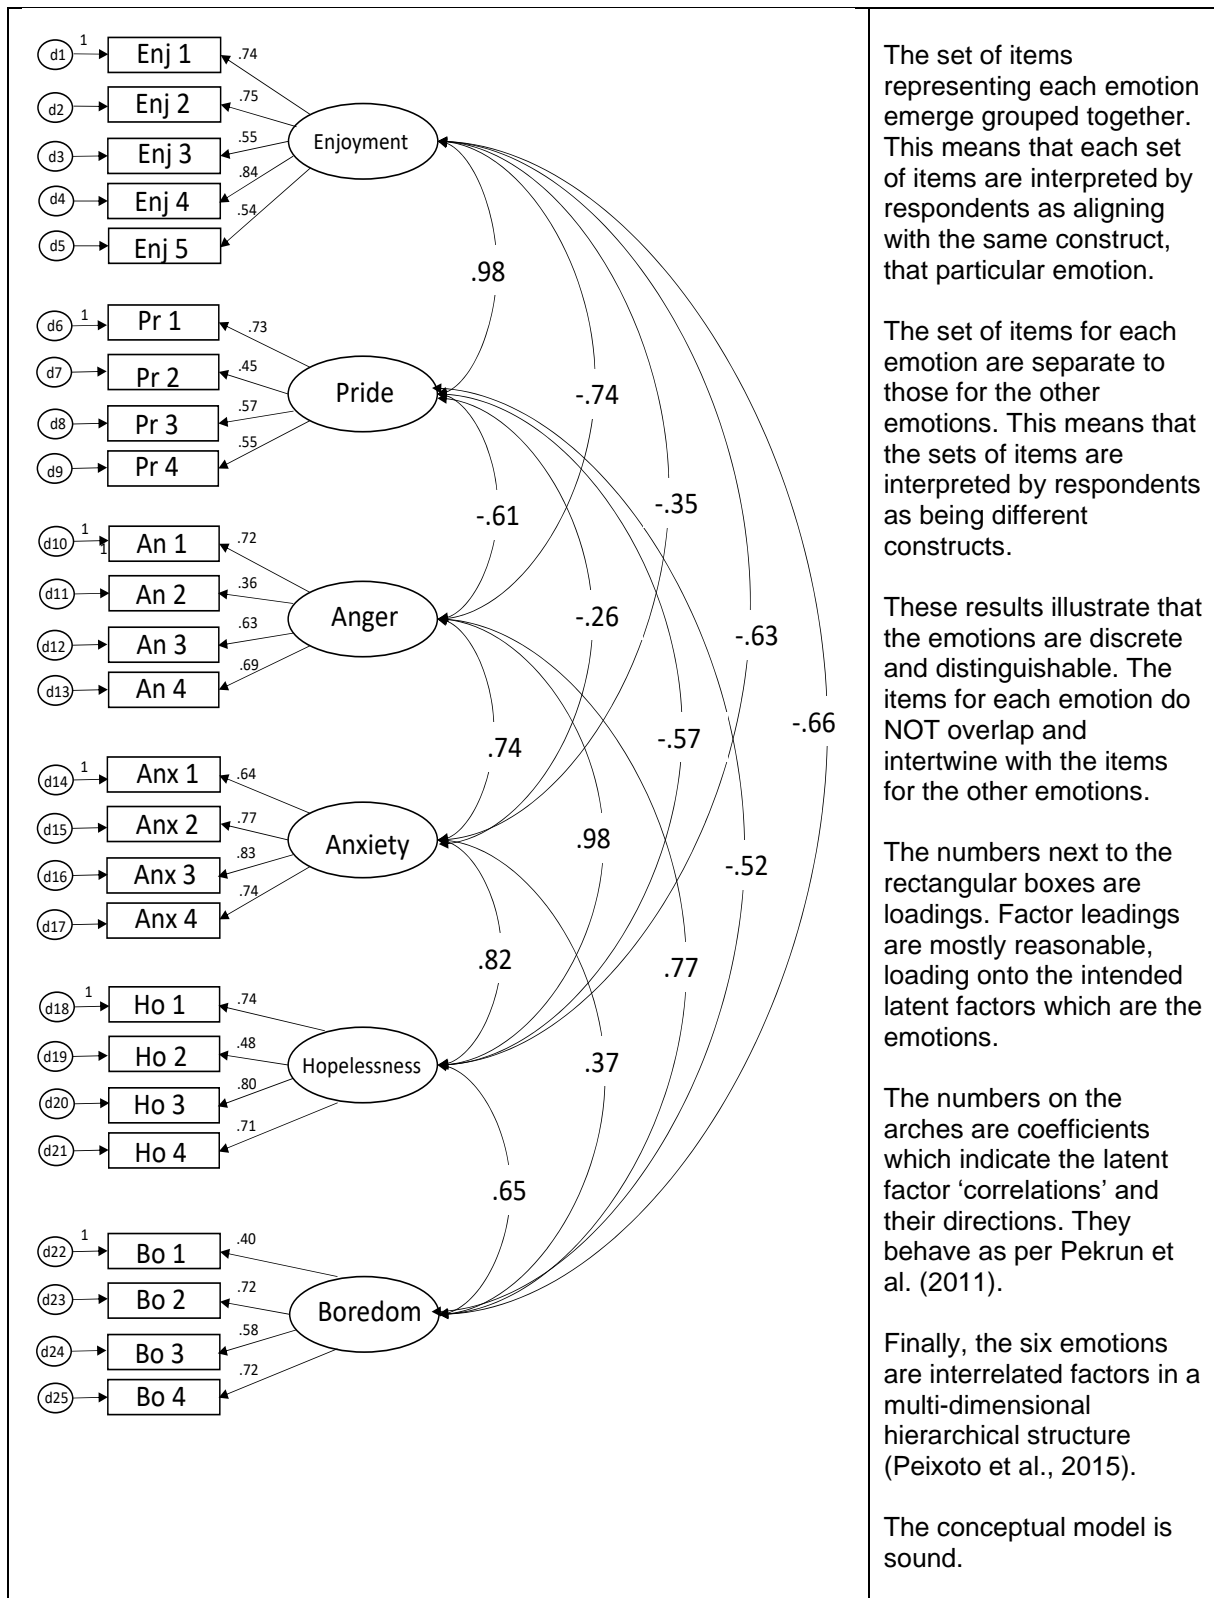 d1
1
Enj 1
.74
d2
Enj 2
.75
d3
Enj 3
.55
d4
Enj 4
.84
d5
Enj 5
.54
Enjoyment
d6
1
Pr 1
.73
d7
Pr 2
.45
d8
Pr 3
.57
d9
Pr 4
.55
Pride
d10
1
1
An 1
.72
d11
An 2
.36
d12
An 3
.63
d13
An 4
.69
Anger
d14
1
Anx 1
.64
d15
Anx 2
.77
d16
Anx 3
.83
d17
Anx 4
.74
Anxiety
d18
1
Ho 1
.74
d19
Ho 2
.48
d20
Ho 3
.80
d21
Ho 4
.71
Hopelessness
d22
1
Bo 1
.40
d23
Bo 2
.72
d24
Bo 3
.58
d25
Bo 4
.72
Boredom
.98
-.74
-.35
-.61
-.26
-.63
-.66
-.57
.74
.98
-.52
.82
.77
.37
.65
The set of items
representing each emotion
emerge grouped together.
This means that each set
of items are interpreted by
respondents as aligning
with the same construct,
that particular emotion.
The set of items for each
emotion are separate to
those for the other
emotions. This means that
the sets of items are
interpreted by respondents
as being different
constructs.
These results illustrate that
the emotions are discrete
and distinguishable. The
items for each emotion do
NOT overlap and
intertwine with the items
for the other emotions.
The numbers next to the
rectangular boxes are
loadings. Factor leadings
are mostly reasonable,
loading onto the intended
latent factors which are the
emotions.
The numbers on the
arches are coefficients
which indicate the latent
factor ‘correlations’ and
their directions. They
behave as per Pekrun et
al. (2011).
Finally, the six emotions
are interrelated factors in a
multi-dimensional
hierarchical structure
(Peixoto et al., 2015).
The conceptual model is
sound.